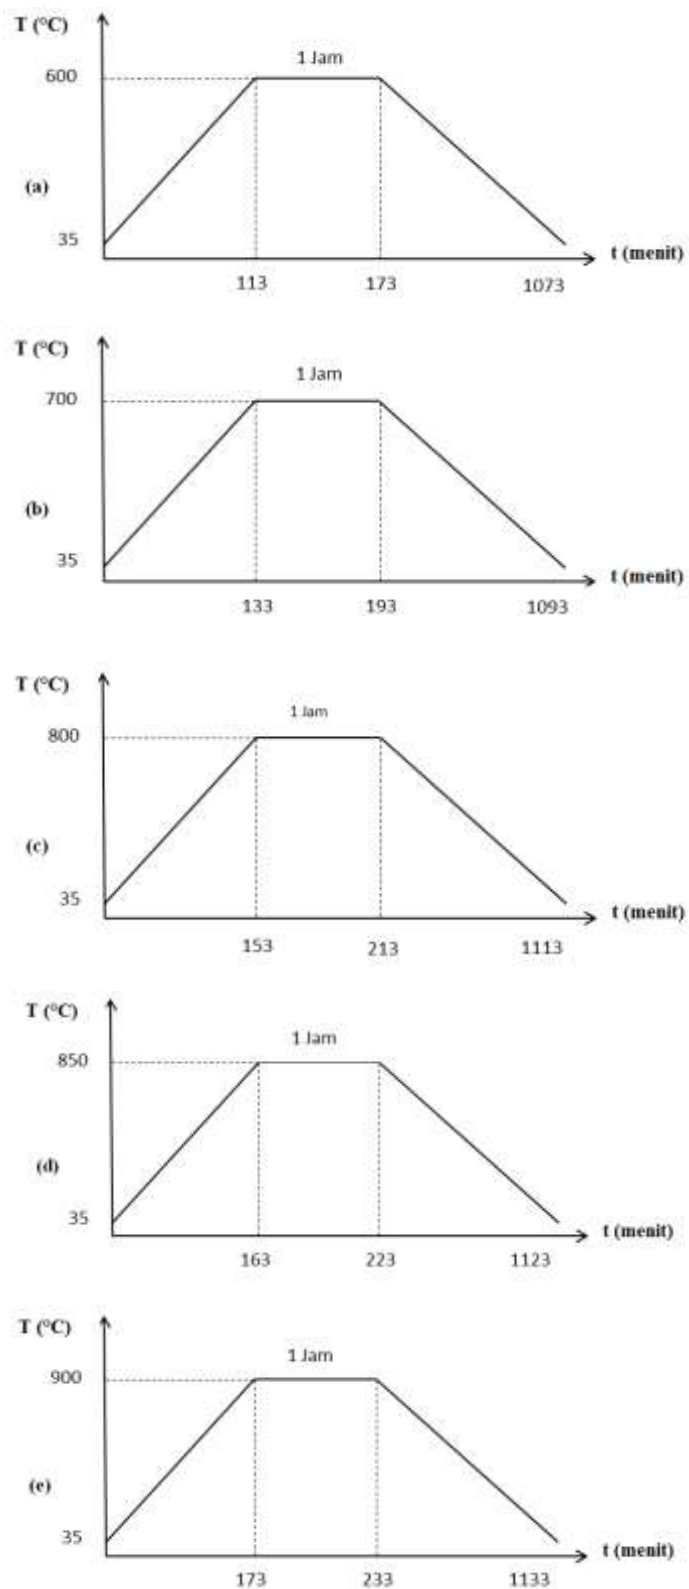 T (°C)
1 Jam
600
(a)
35
t (menit)
113 173 1073
T (°C)
1 Jam
700
(b)
35
t (menit)
133 193 1093
T (°C)
1 Jam
800
(c)
35
t (menit)
153 213 1113
T (°C)
1 Jam
850
(d)
35
t (menit)
163 223 1123
T (°C)
1 Jam
900
(e)
35
t (menit)
173 233 1133